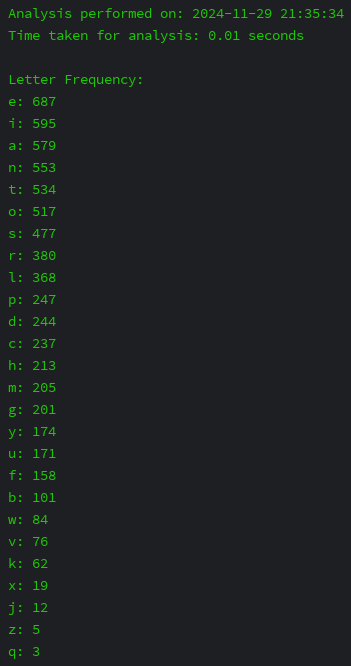 Analysis performed on: 2024-11-29 21:35:34
Time taken for analysis: 0.01 seconds
Letter Frequency:
e: 687
i: 595
a: 579
n: 553
t: 534
o: 517
s: 477
r: 380
l: 368
p: 247
d: 244
c: 237
h: 213
m: 205
g: 201
y: 174
u: 171
f: 158
b: 101
w: 84
v: 76
k: 62
x: 19
j: 12
z: 5
q: 3